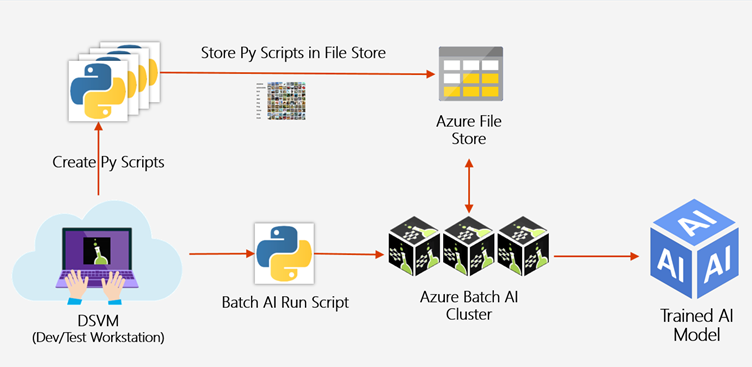 Store Py Scripts in File Store
Azure File
Store
Create Py Scripts
DSVM
(Dev/Test Workstation)
Batch AI Run Script
Azure Batch AI
Cluster
AI
AI
AI
Trained AI
Model